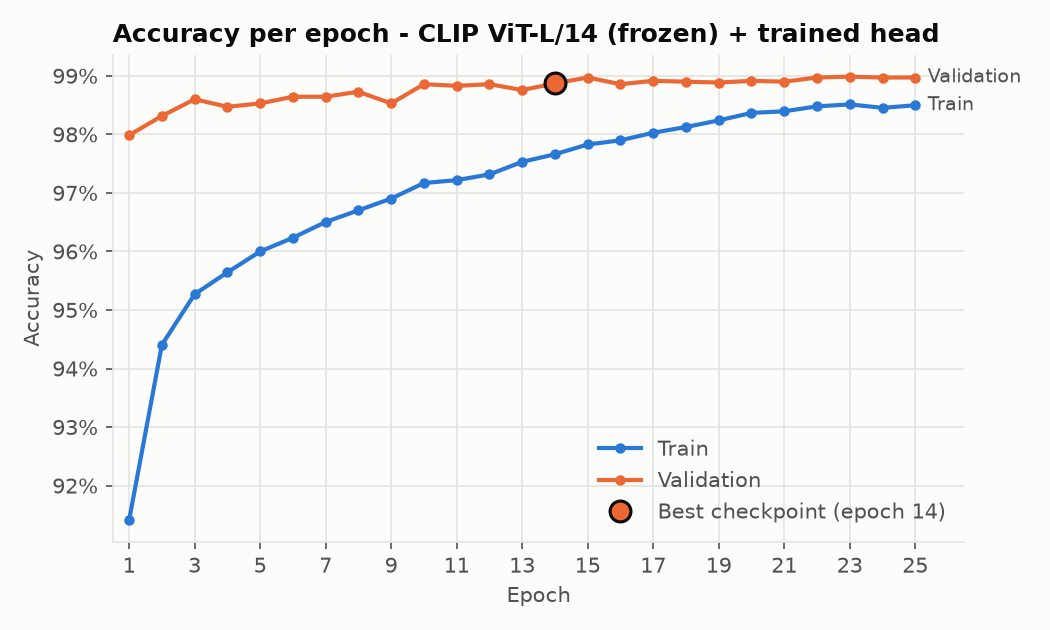 Accuracy per epoch - CLIP ViT-L/14 (frozen) + trained head
99%
98%
97%
96%
95%
94%
93%
92%
Accuracy
Validation
Train
Train
Validation
Best checkpoint (epoch 14)
1 3 5 7 9 11 13 15 17 19 21 23 25
Epoch